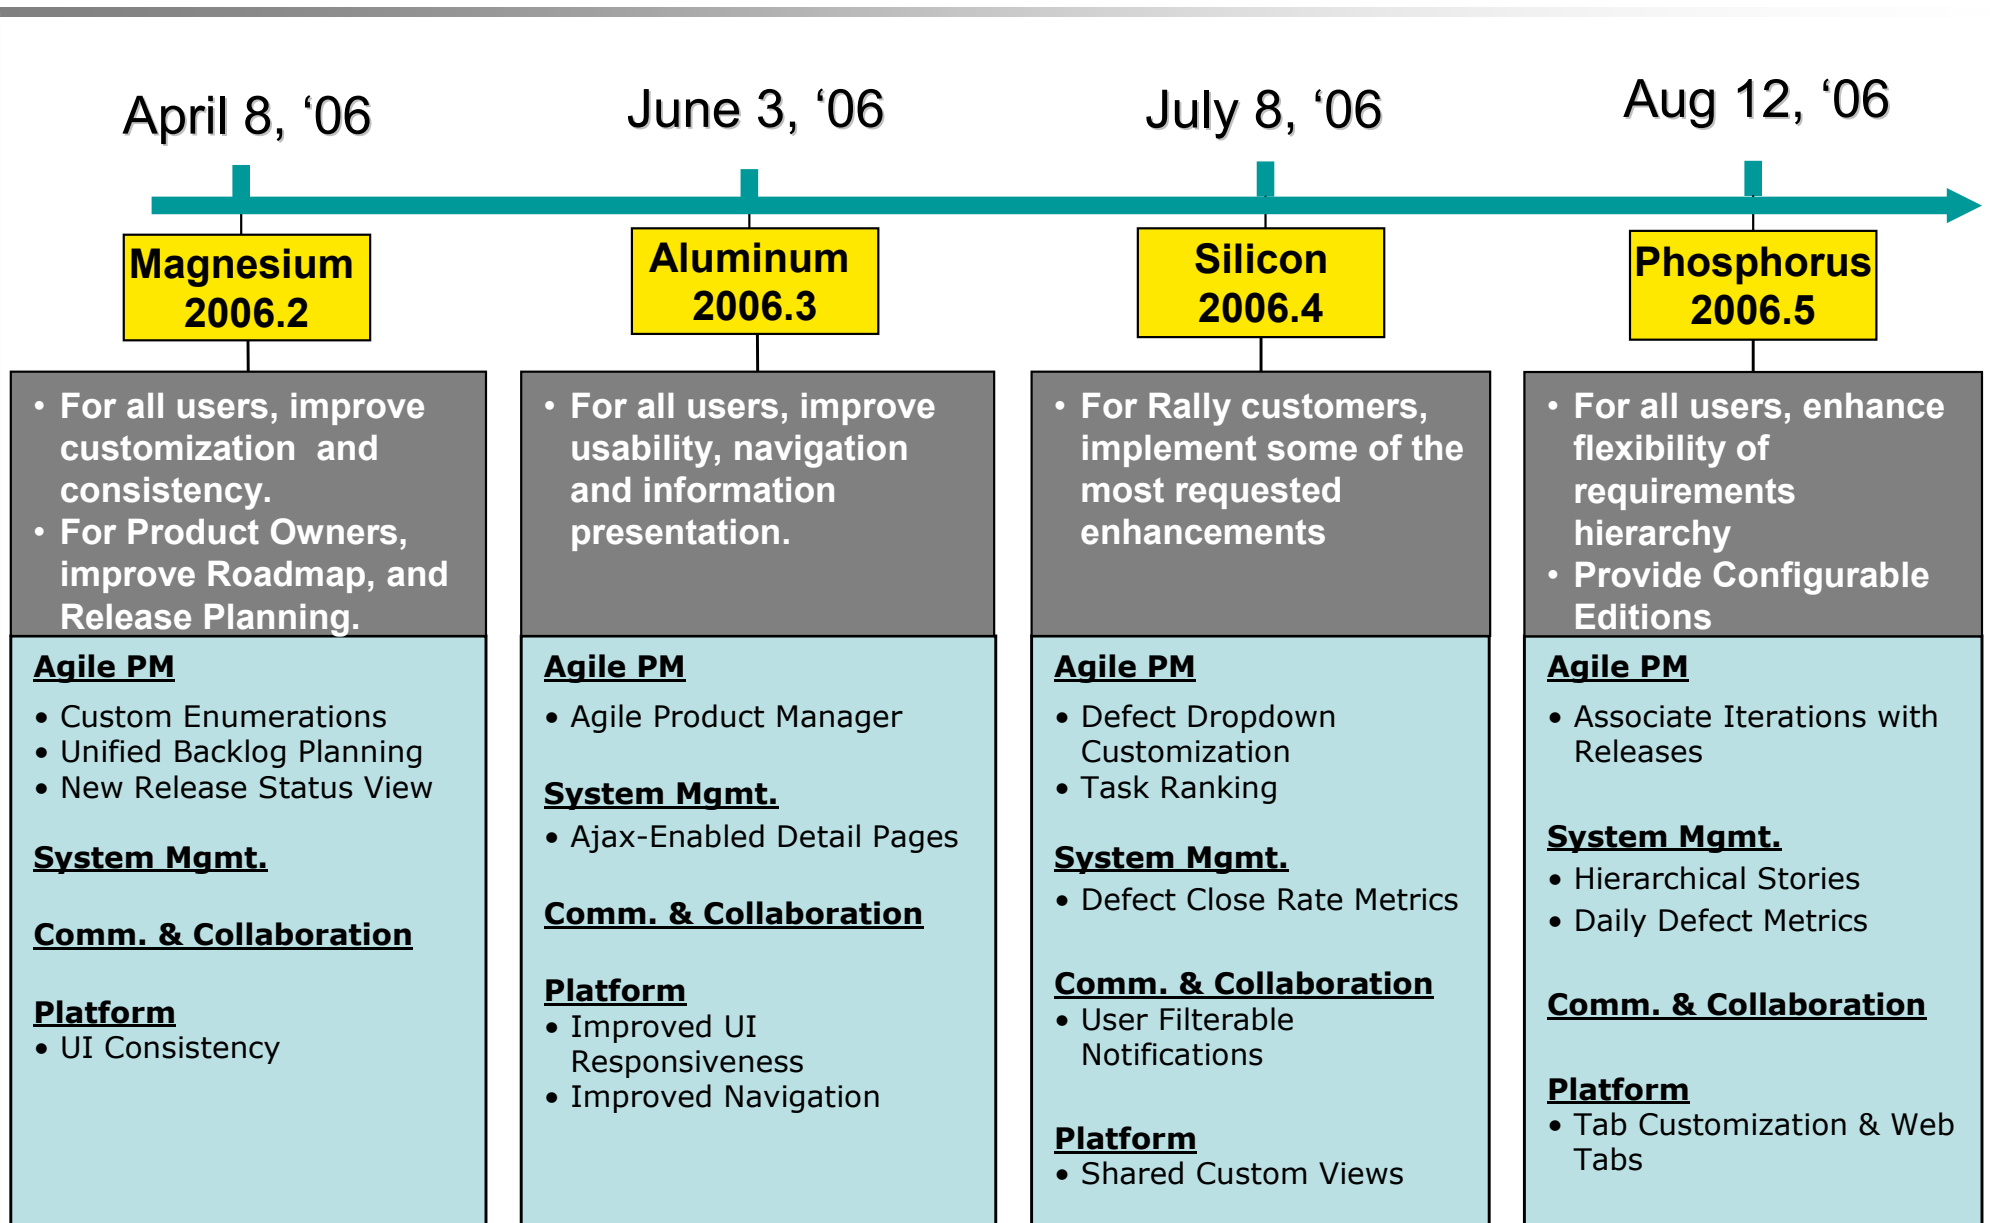 April 8, ‘06
June 3, ‘06
July 8, ‘06
Aug 12, ‘06
Magnesium
2006.2
Aluminum
2006.3
Silicon
2006.4
Phosphorus
2006.5
• For all users, improve
customization and
consistency.
• For Product Owners,
improve Roadmap, and
Release Planning.
• For all users, improve
usability, navigation
and information
presentation.
• For Rally customers,
implement some of the
most requested
enhancements
• For all users, enhance
flexibility of
requirements
hierarchy
• Provide Configurable
Editions
Agile PM
• Custom Enumerations
• Unified Backlog Planning
• New Release Status View
System Mgmt.
Comm. & Collaboration
Platform
• UI Consistency
Agile PM
• Agile Product Manager
System Mgmt.
• Ajax-Enabled Detail Pages
Comm. & Collaboration
Platform
• Improved UI
Responsiveness
• Improved Navigation
Agile PM
• Defect Dropdown
Customization
• Task Ranking
System Mgmt.
• Defect Close Rate Metrics
Comm. & Collaboration
• User Filterable
Notifications
Platform
• Shared Custom Views
Agile PM
• Associate Iterations with
Releases
System Mgmt.
• Hierarchical Stories
• Daily Defect Metrics
Comm. & Collaboration
Platform
• Tab Customization & Web
Tabs